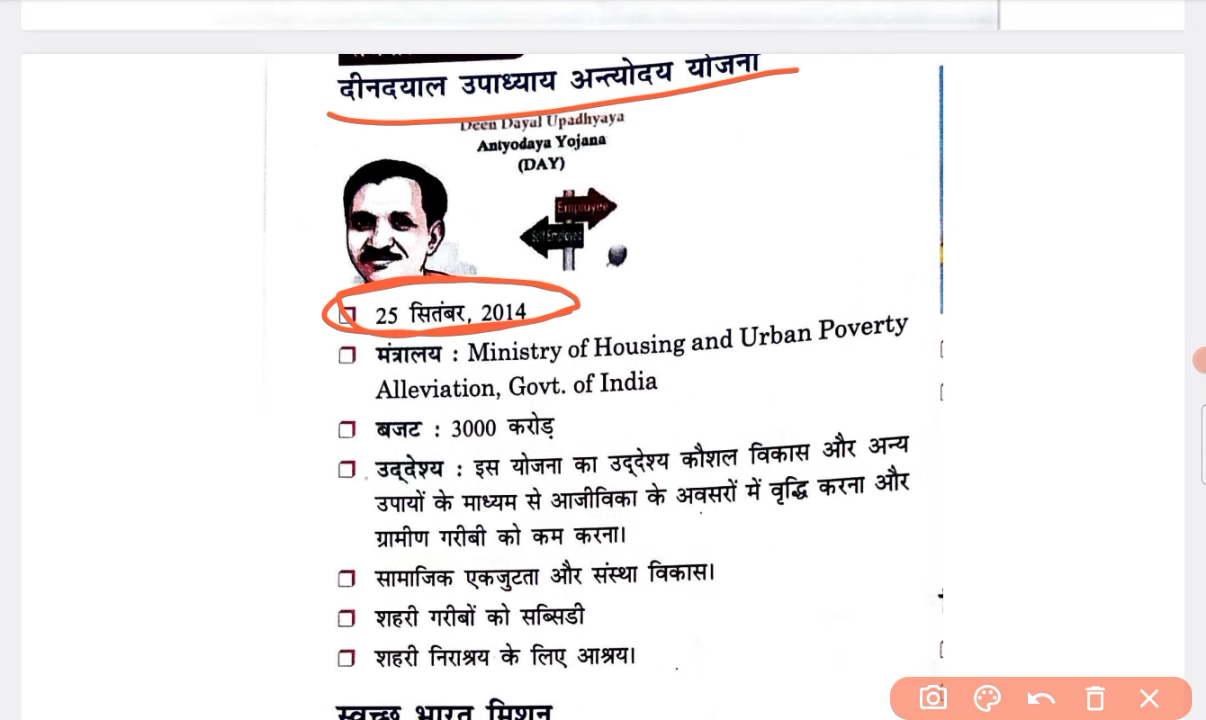 दीनदयाल उपाध्याय अन्त्योदय योजना
Deen Dayal Upadhyaya
Antyodaya Yojana
(DAY)
Employee
Self Employed
25 सितंबर, 2014
मंत्रालय : Ministry of Housing and Urban Poverty
Alleviation, Govt. of India
बजट : 3000 करोड़
उद्देश्य : इस योजना का उद्देश्य कौशल विकास और अन्य
उपायों के माध्यम से आजीविका के अवसरों में वृद्धि करना और
ग्रामीण गरीबी को कम करना।
सामाजिक एकजुटता और संस्था विकास।
शहरी गरीबों को सब्सिडी
शहरी निराश्रय के लिए आश्रय।
स्वच्छ भारत मिशन